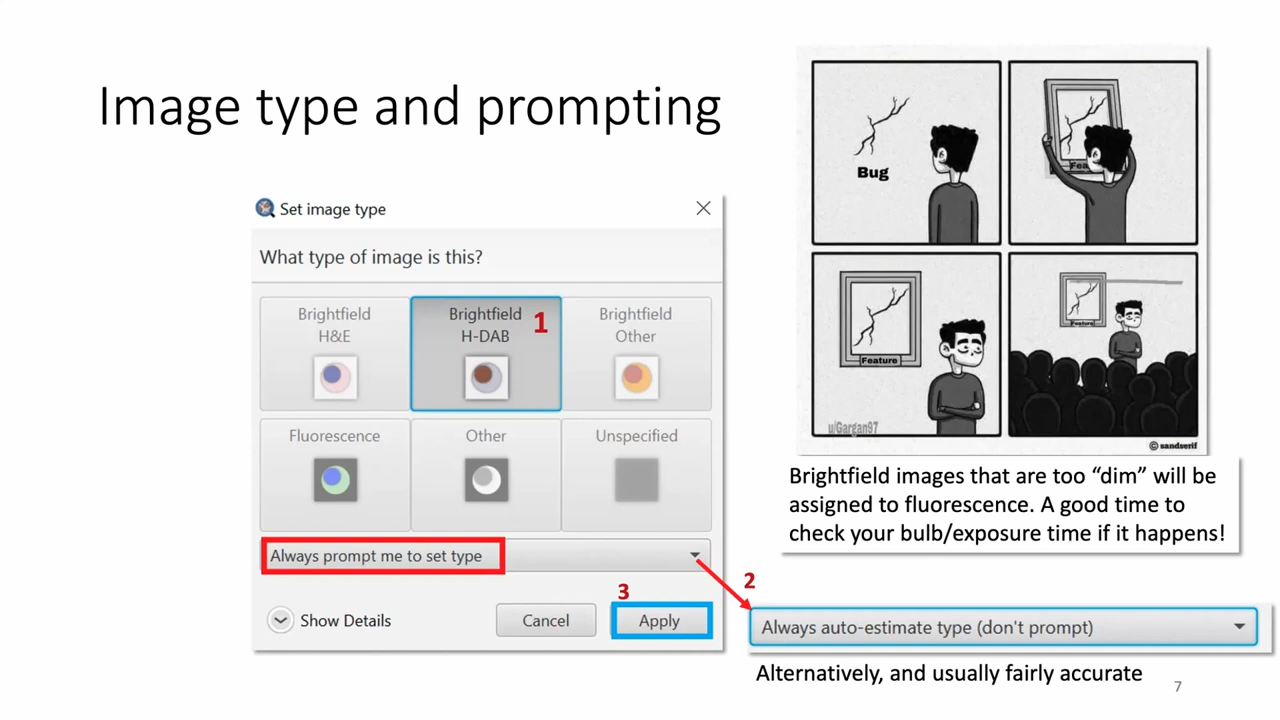 Image type and prompting
Set image type
What type of image is this?
Brightfield
H&E
Brightfield
H-DAB
1
Brightfield
Other
Fluorescence
Other
Unspecified
Always prompt me to set type
3
Show Details
Cancel
Apply
2
Always auto-estimate type (don't prompt)
Alternatively, and usually fairly accurate
Bug
Fea
Feature
u/Gargan97
Feature
© sandserif
Brightfield images that are too “dim” will be
assigned to fluorescence. A good time to
check your bulb/exposure time if it happens!
7